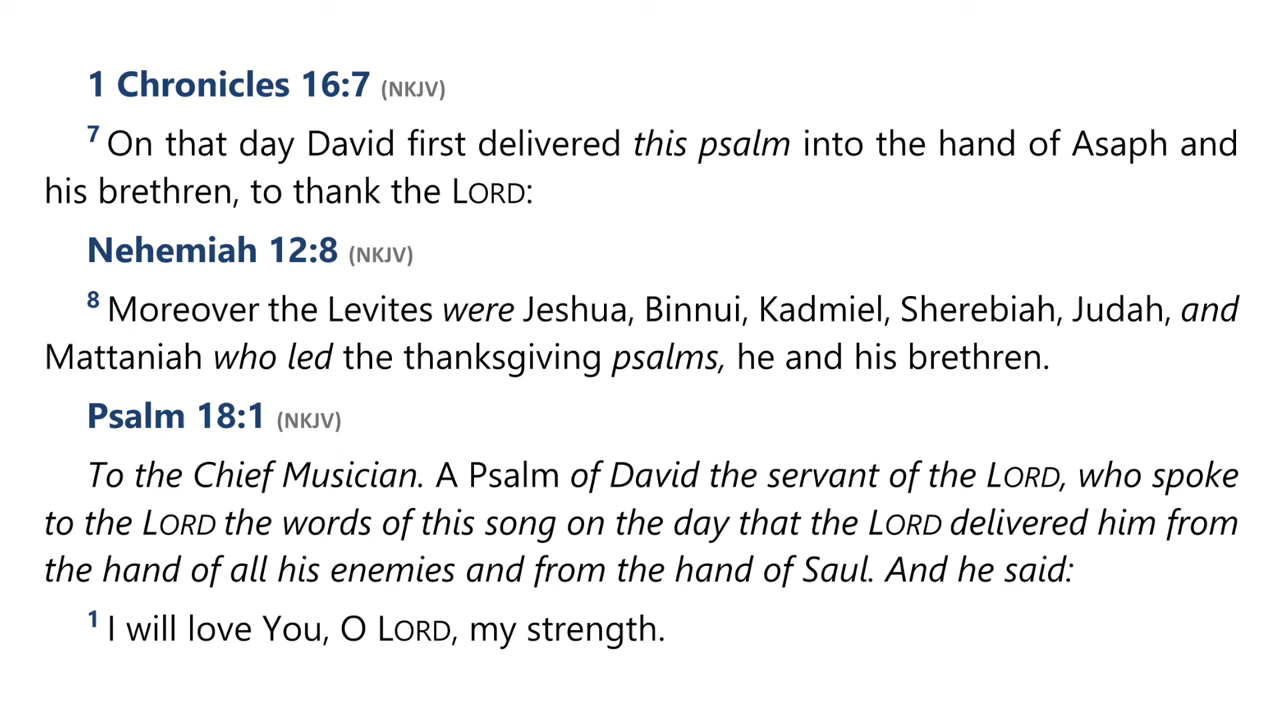 1 Chronicles 16:7 (NKJV)
7 On that day David first delivered this psalm into the hand of Asaph and
his brethren, to thank the LORD:
Nehemiah 12:8 (NKJV)
8 Moreover the Levites were Jeshua, Binnui, Kadmiel, Sherebiah, Judah, and
Mattaniah who led the thanksgiving psalms, he and his brethren.
Psalm 18:1 (NKJV)
To the Chief Musician. A Psalm of David the servant of the LORD, who spoke
to the LORD the words of this song on the day that the LORD delivered him from
the hand of all his enemies and from the hand of Saul. And he said:
1 I will love You, O LORD, my strength.